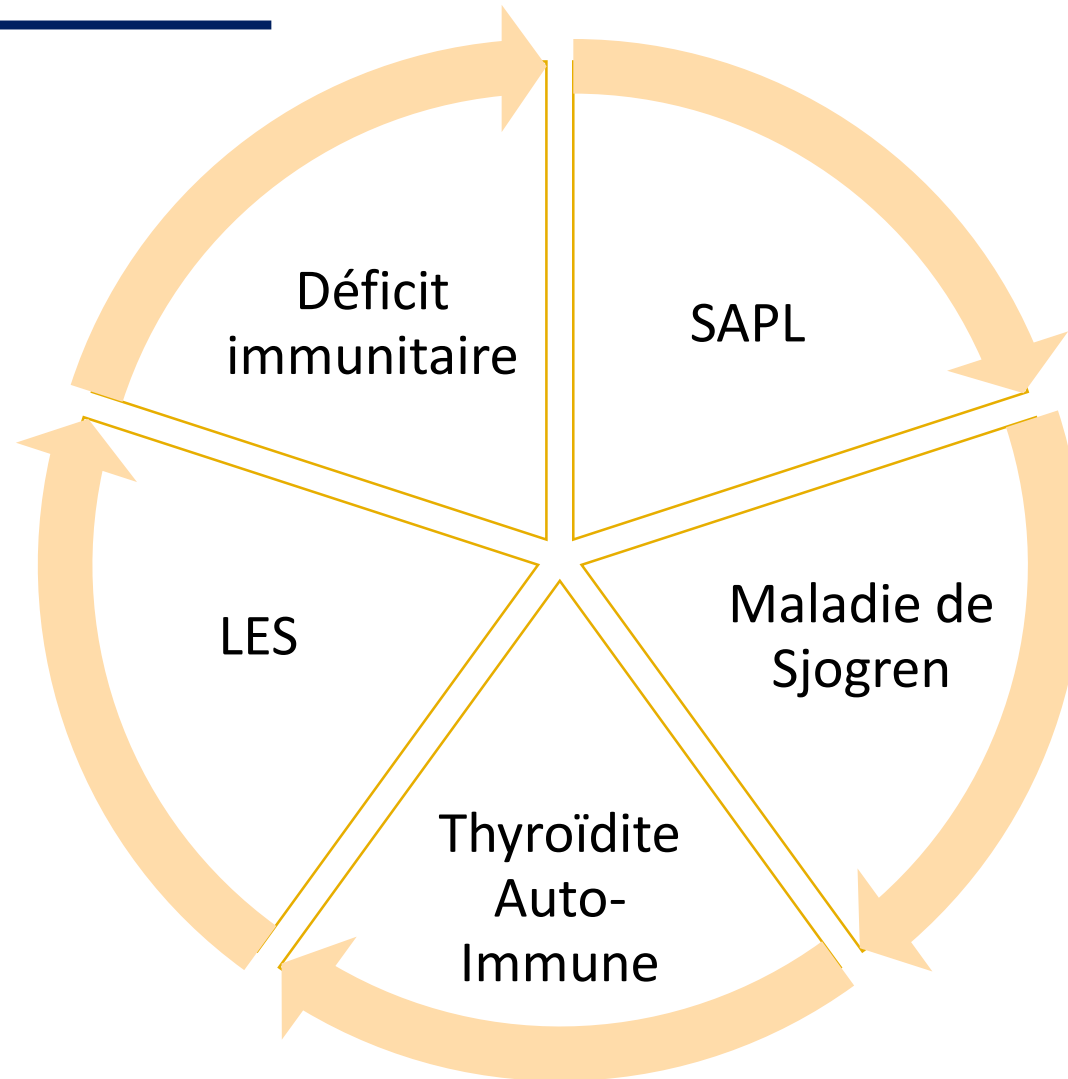 Déficit
immunitaire
SAPL
Maladie de
Sjogren
Thyroïdite
Auto-
Immune
LES